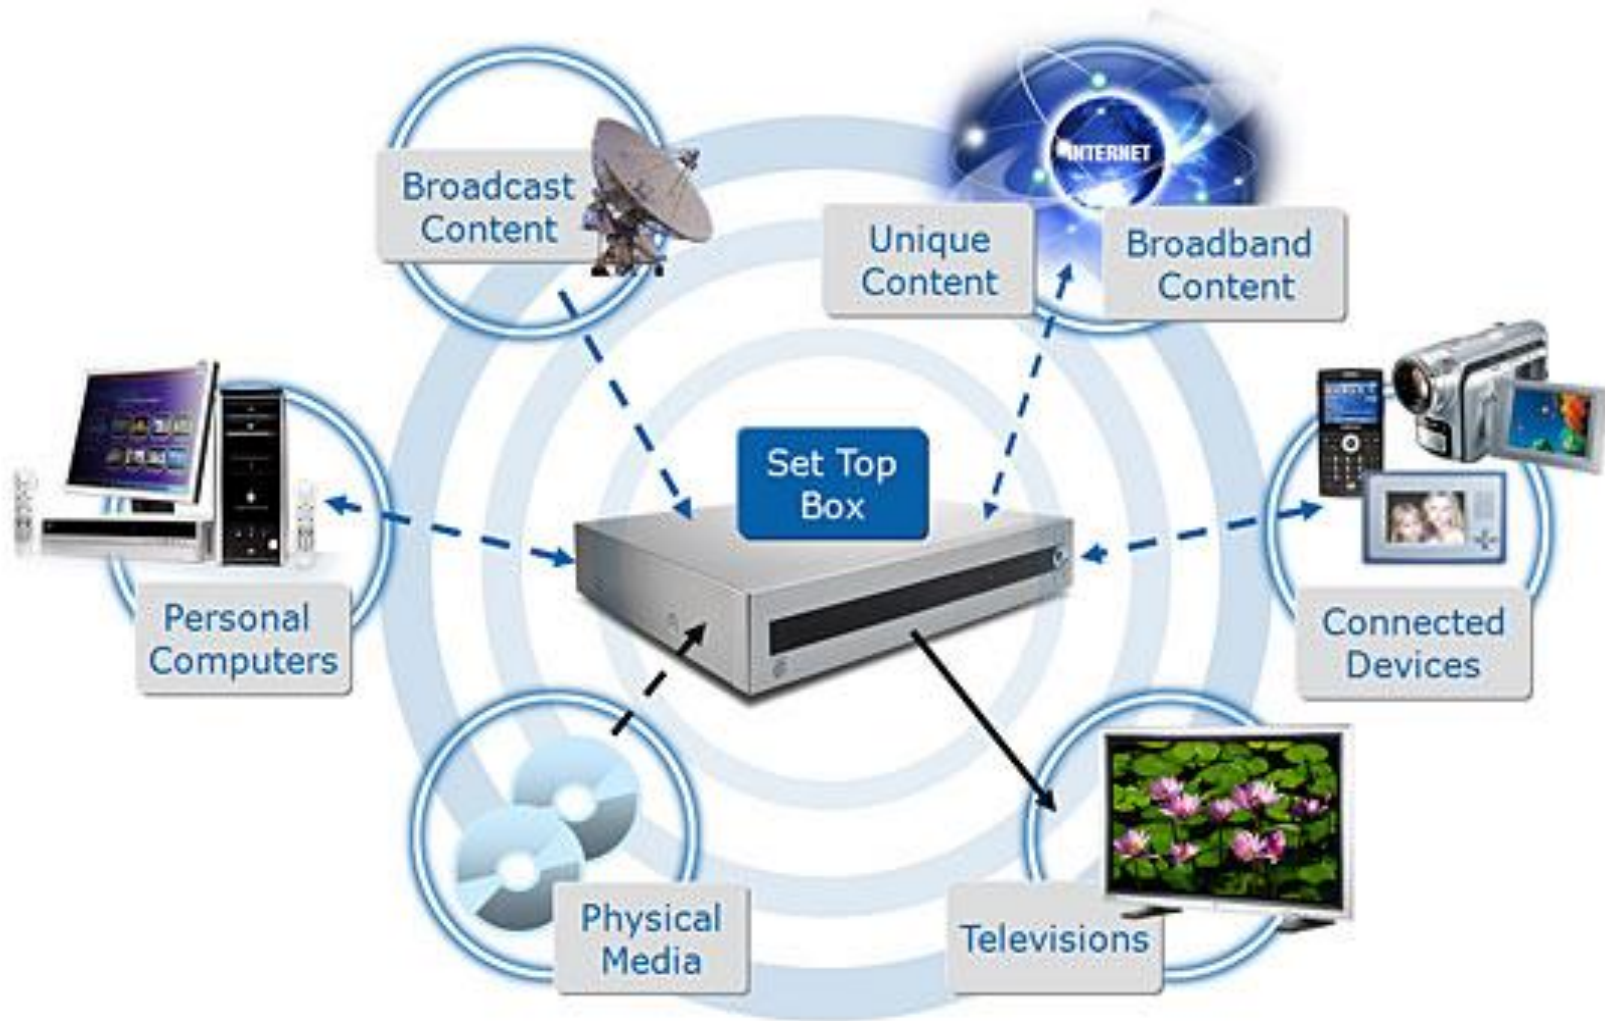 Broadcast
Content
INTERNET
Unique
Content
Broadband
Content
Set Top
Box
Personal
Computers
Connected
Devices
Physical
Media
Televisions